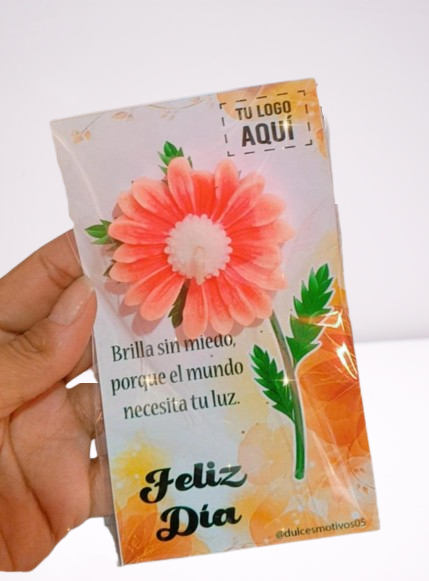 TU LOGO
AQUÍ
Brilla sin miedo,
porque el mundo
necesita tu luz.
Feliz
Día
@dulcesmotivos05